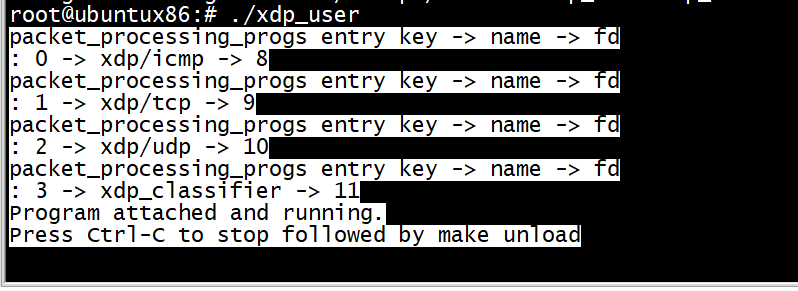 root@ubuntux86:# ./xdp_user
packet_processing_progs entry key -> name -> fd
: 0 -> xdp/icmp -> 8
packet_processing_progs entry key -> name -> fd
: 1 -> xdp/tcp -> 9
packet_processing_progs entry key -> name -> fd
: 2 -> xdp/udp -> 10
packet_processing_progs entry key -> name -> fd
: 3 -> xdp_classifier -> 11
Program attached and running.
Press Ctrl-C to stop followed by make unload